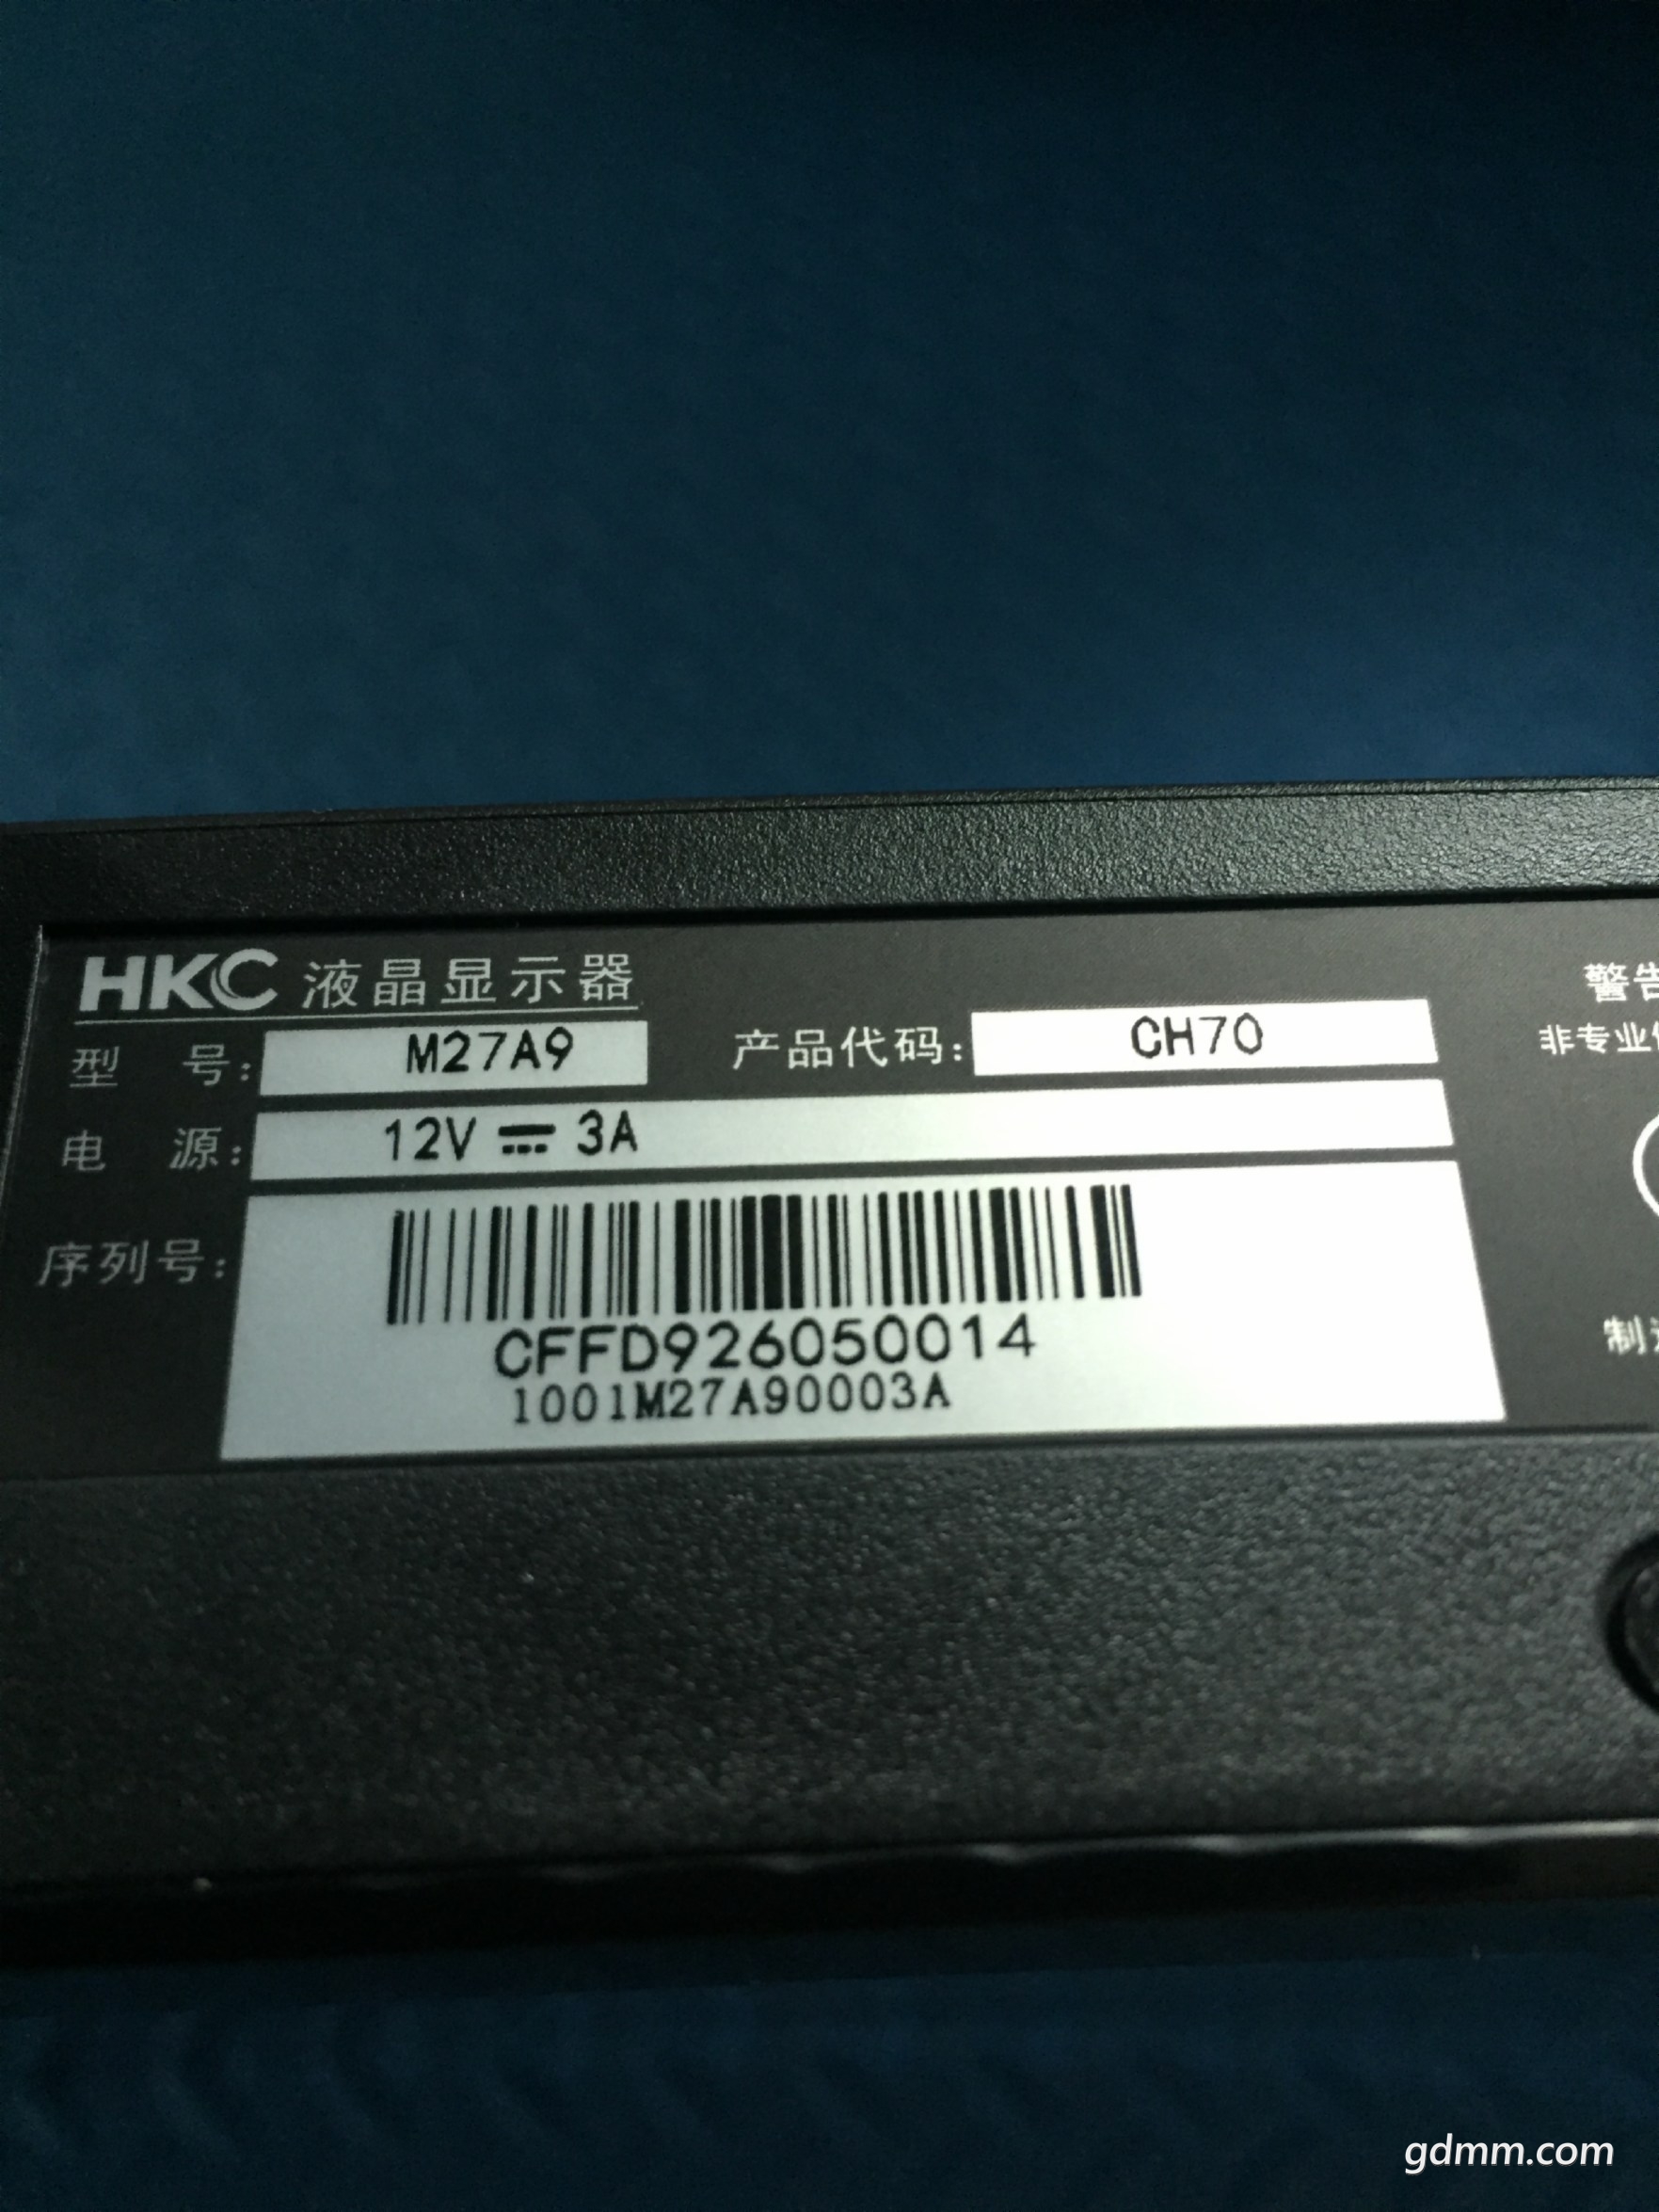 HKC 液晶显示器
型 号: M27A9 产品代码: CH70
电 源: 12V ⎓ 3A
序列号:
CFFD926050014
1001M27A90003A
警告
非专业
制造
gdmm.com